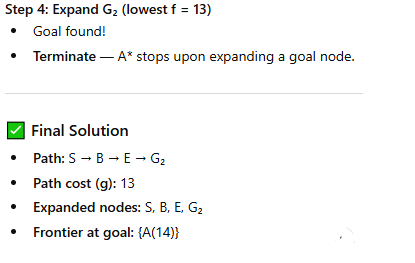 Step 4: Expand G₂ (lowest f = 13)
• Goal found!
• Terminate — A* stops upon expanding a goal node.
✅ Final Solution
• Path: S → B → E → G₂
• Path cost (g): 13
• Expanded nodes: S, B, E, G₂
• Frontier at goal: {A(14)}